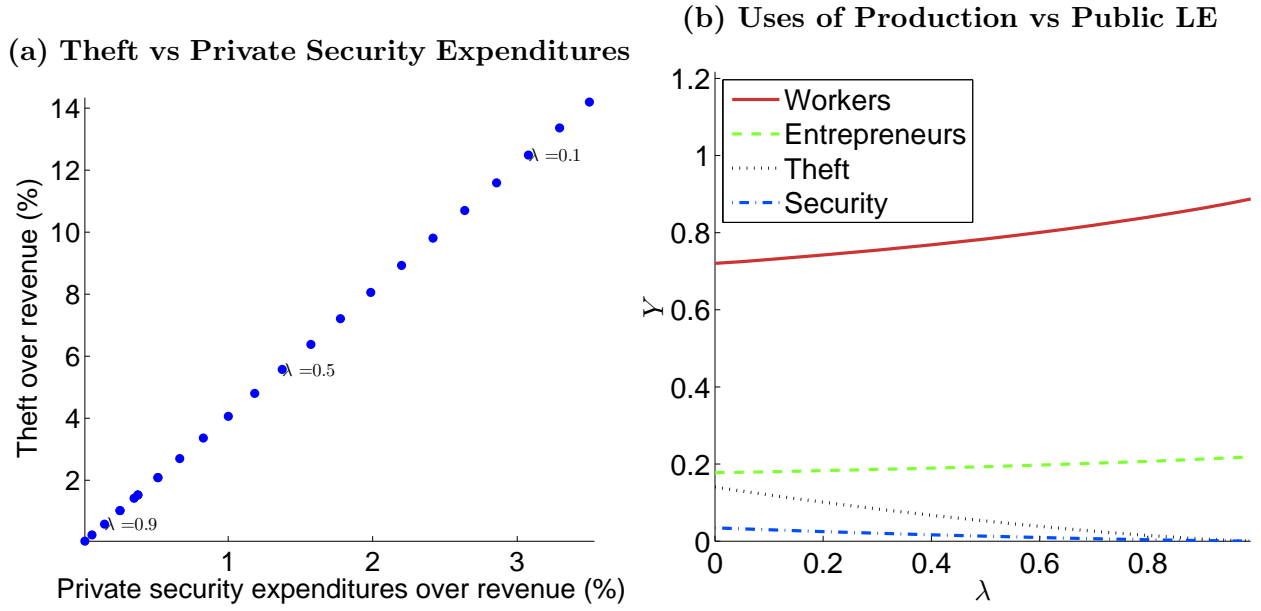 (a) Theft vs Private Security Expenditures
14
12
10
8
6
4
2
Theft over revenue (%)
λ =0.1
λ =0.5
λ =0.9
1 2 3
Private security expenditures over revenue (%)
(b) Uses of Production vs Public LE
1.2
1
0.8
0.6
0.4
0.2
0
Y
Workers
Entrepreneurs
Theft
Security
0 0.2 0.4 0.6 0.8
λ